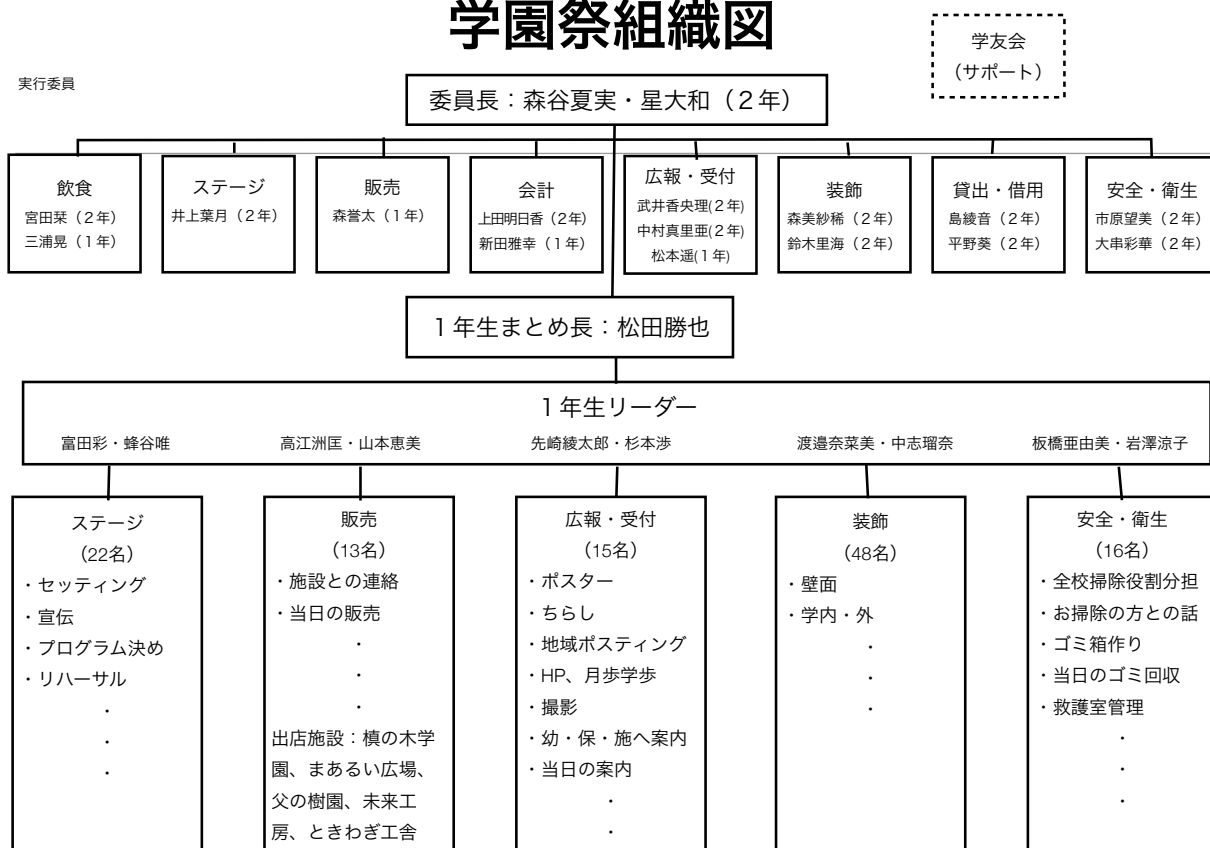 学園祭組織図
学友会
（サポート）
実行委員
委員長：森谷夏実・星大和（２年）
飲食
宮田栞（２年）
三浦晃（１年）
ステージ
井上葉月（２年）
販売
森誉太（１年）
会計
上田明日香（２年）
新田雅幸（１年）
広報・受付
武井香央理(２年)
中村真里亜(２年)
松本遥(１年)
装飾
森美紗稀（２年）
鈴木里海（２年）
貸出・借用
島綾音（２年）
平野葵（２年）
安全・衛生
市原望美（２年）
大串彩華（２年）
１年生まとめ長：松田勝也
１年生リーダー
富田彩・蜂谷唯
高江洲匡・山本恵美
先崎綾太郎・杉本渉
渡邉奈菜美・中志瑠奈
板橋亜由美・岩澤涼子
ステージ
（22名）
・セッティング
・宣伝
・プログラム決め
・リハーサル
・
・
・
販売
（13名）
・施設との連絡
・当日の販売
・
・
・
出店施設：槙の木学
園、まあるい広場、
父の樹園、未来工
房、ときわぎ工舎
広報・受付
（15名）
・ポスター
・ちらし
・地域ポスティング
・HP、月歩学歩
・撮影
・幼・保・施へ案内
・当日の案内
・
・
装飾
（48名）
・壁面
・学内・外
・
・
・
安全・衛生
（16名）
・全校掃除役割分担
・お掃除の方との話
・ゴミ箱作り
・当日のゴミ回収
・救護室管理
・
・
・